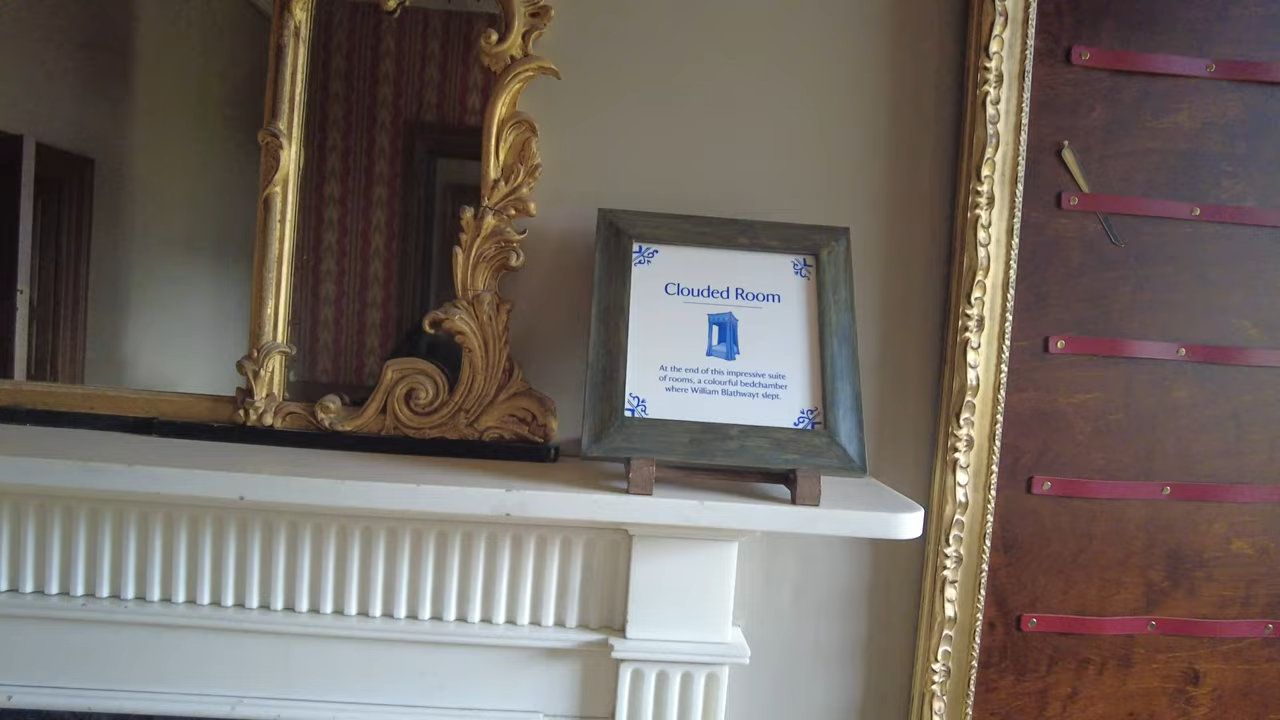 Clouded Room
At the end of this impressive suite
of rooms, a colourful bedchamber
where William Blathwayt slept.